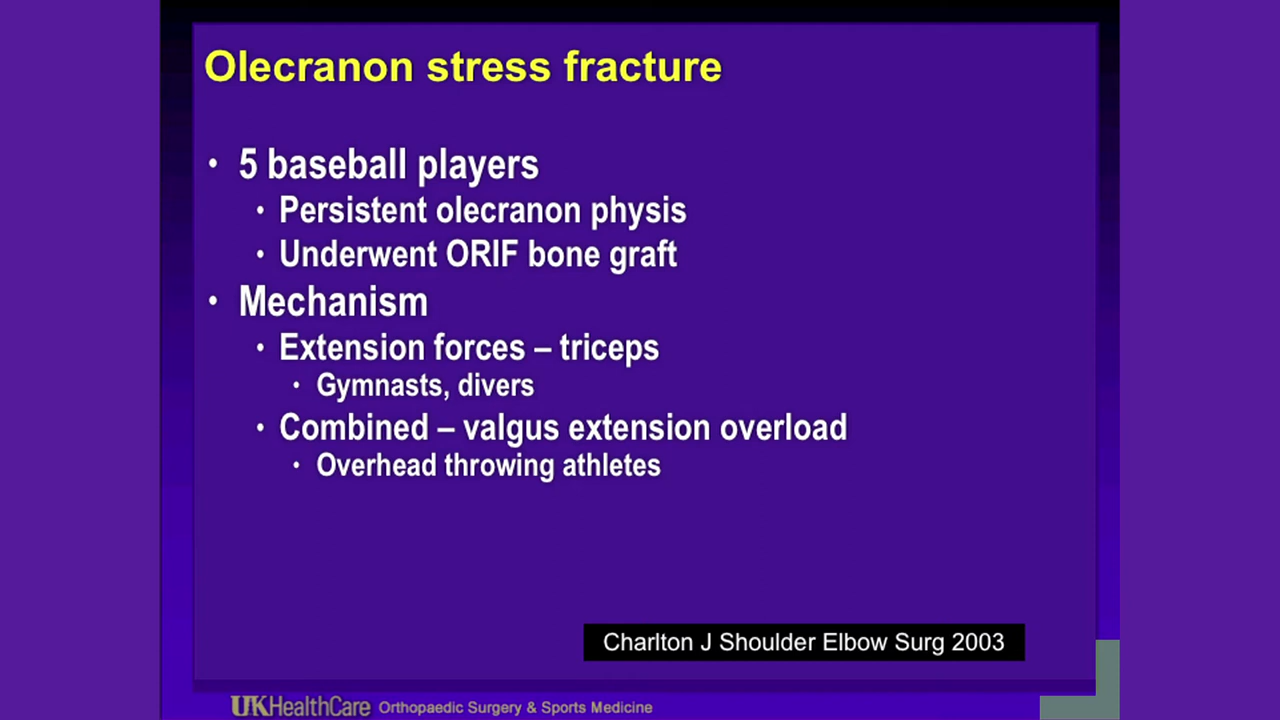 Olecranon stress fracture
• 5 baseball players
• Persistent olecranon physis
• Underwent ORIF bone graft
• Mechanism
• Extension forces – triceps
• Gymnasts, divers
• Combined – valgus extension overload
• Overhead throwing athletes
Charlton J Shoulder Elbow Surg 2003
UKHealthCare Orthopaedic Surgery & Sports Medicine